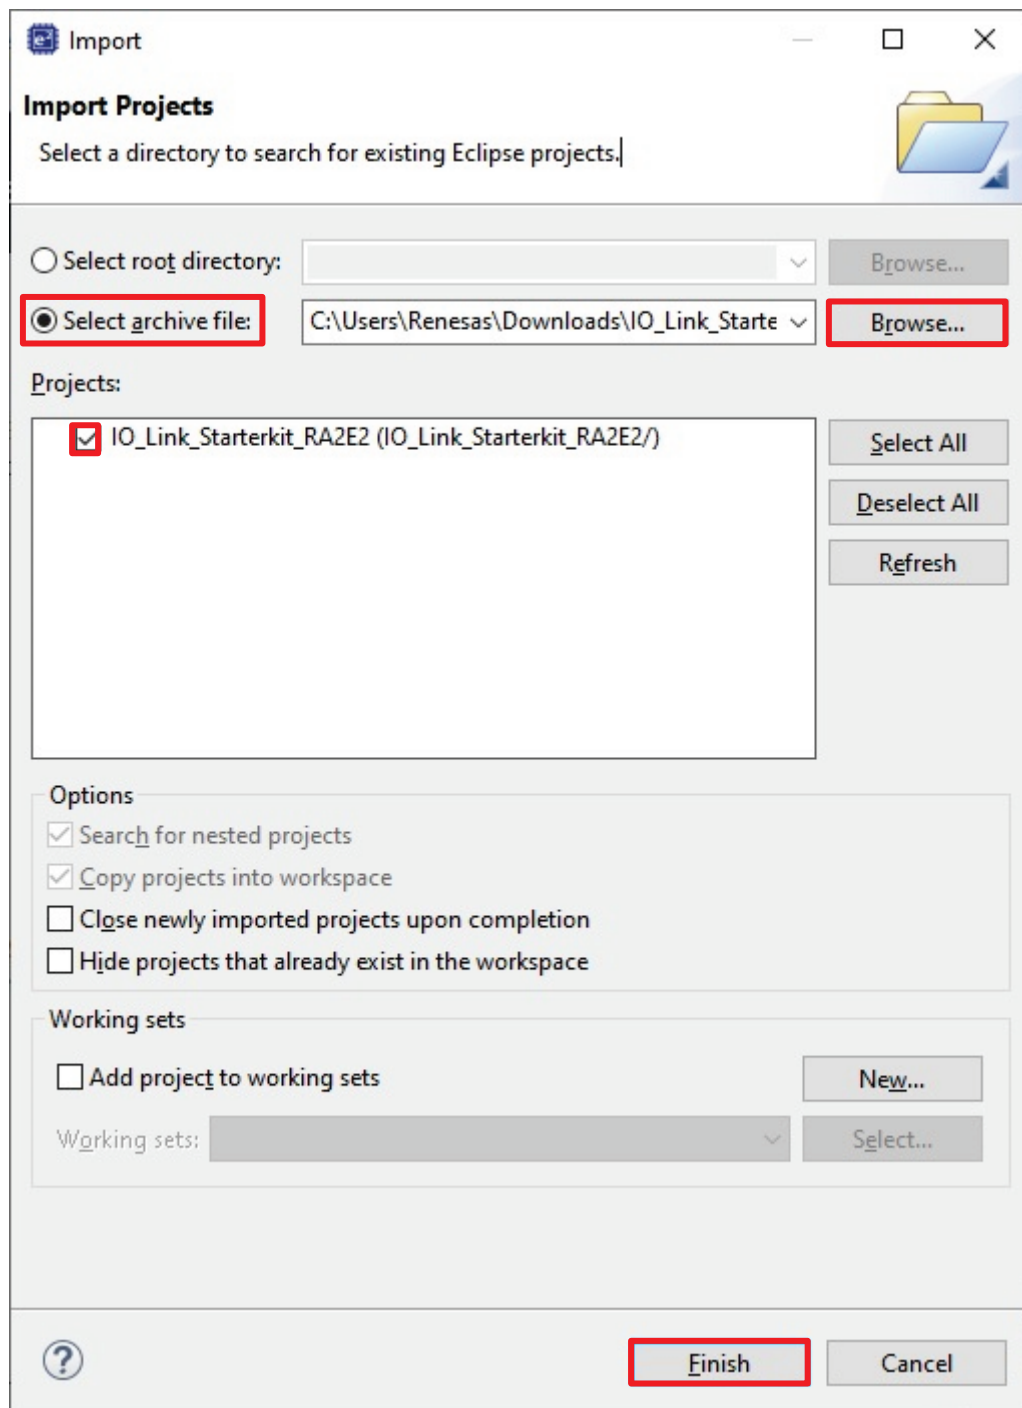 Import
Import Projects
Select a directory to search for existing Eclipse projects.
Select root directory:
Browse...
Select archive file:
C:\Users\Renesas\Downloads\IO_Link_Starte
Browse...
Projects:
IO_Link_Starterkit_RA2E2 (IO_Link_Starterkit_RA2E2/)
Select All
Deselect All
Refresh
Options
Search for nested projects
Copy projects into workspace
Close newly imported projects upon completion
Hide projects that already exist in the workspace
Working sets
Add project to working sets
New...
Working sets:
Select...
Finish
Cancel